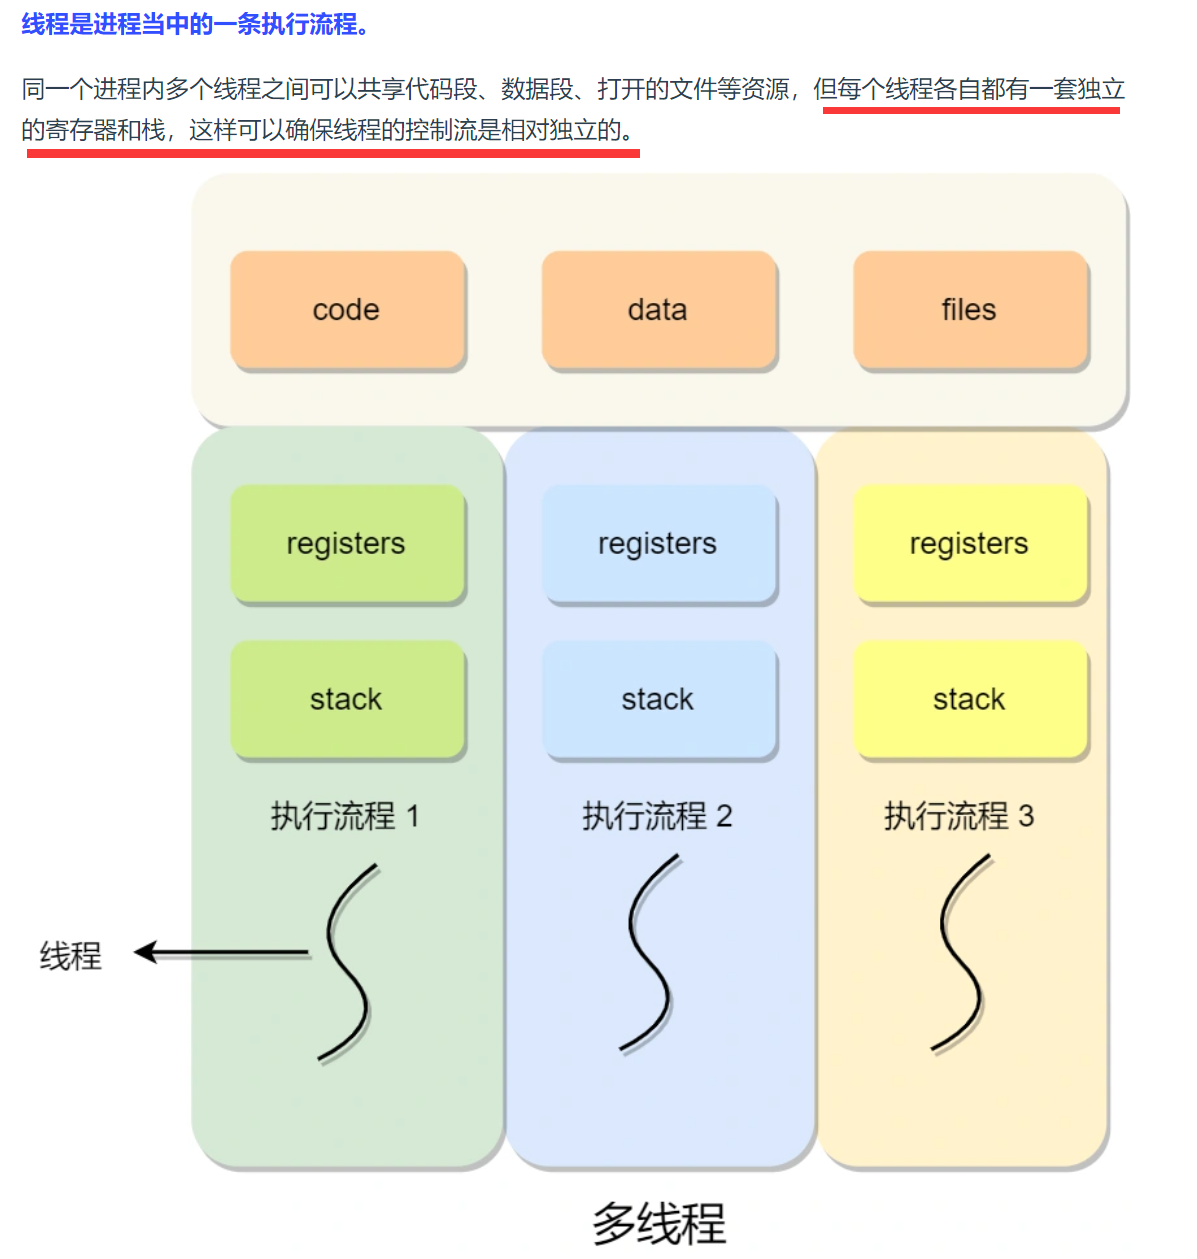 线程是进程当中的一条执行流程。
同一个进程内多个线程之间可以共享代码段、数据段、打开的文件等资源，但每个线程各自都有一套独立
的寄存器和栈，这样可以确保线程的控制流是相对独立的。
code data files
registers registers registers
stack stack stack
执行流程 1 执行流程 2 执行流程 3
线程
多线程